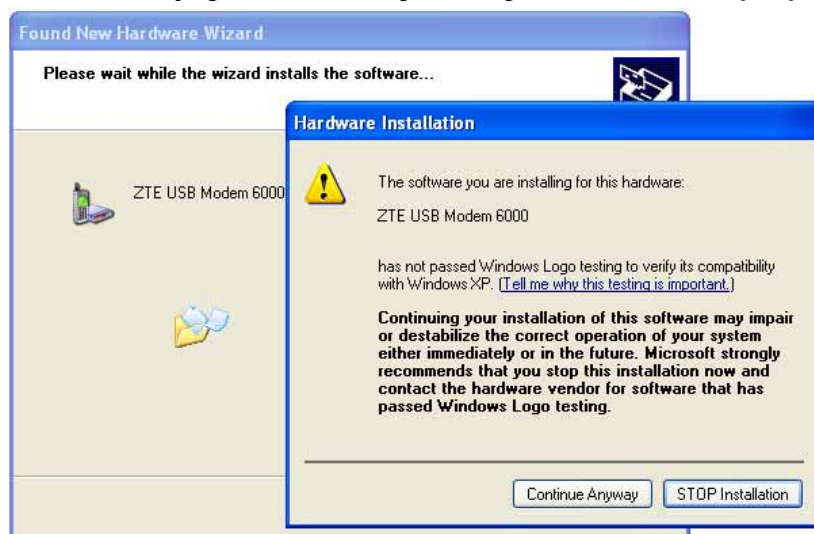 Found New Hardware Wizard
Please wait while the wizard installs the software...
Hardware Installation
ZTE USB Modem 6000
The software you are installing for this hardware:
ZTE USB Modem 6000
has not passed Windows Logo testing to verify its compatibility
with Windows XP. (Tell me why this testing is important.)
Continuing your installation of this software may impair
or destabilize the correct operation of your system
either immediately or in the future. Microsoft strongly
recommends that you stop this installation now and
contact the hardware vendor for software that has
passed Windows Logo testing.
Continue Anyway
STOP Installation